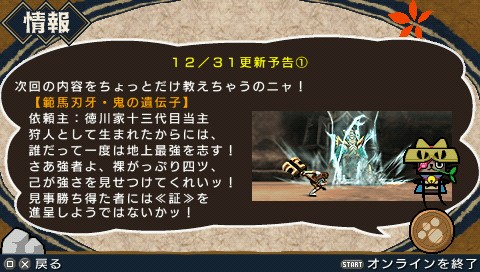 情報
12／31更新予告①
次回の内容をちょっとだけ教えちゃうのニャ！
【範馬刃牙・鬼の遺伝子】
依頼主：徳川家十三代目当主
狩人として生まれたからには、
誰だって一度は地上最強を志す！
さあ強者よ、裸がっぷり四ツ、
己が強さを見せつけてくれいッ！
見事勝ち得た者には≪証≫を
進呈しようではないかッ！
戻る
START オンラインを終了